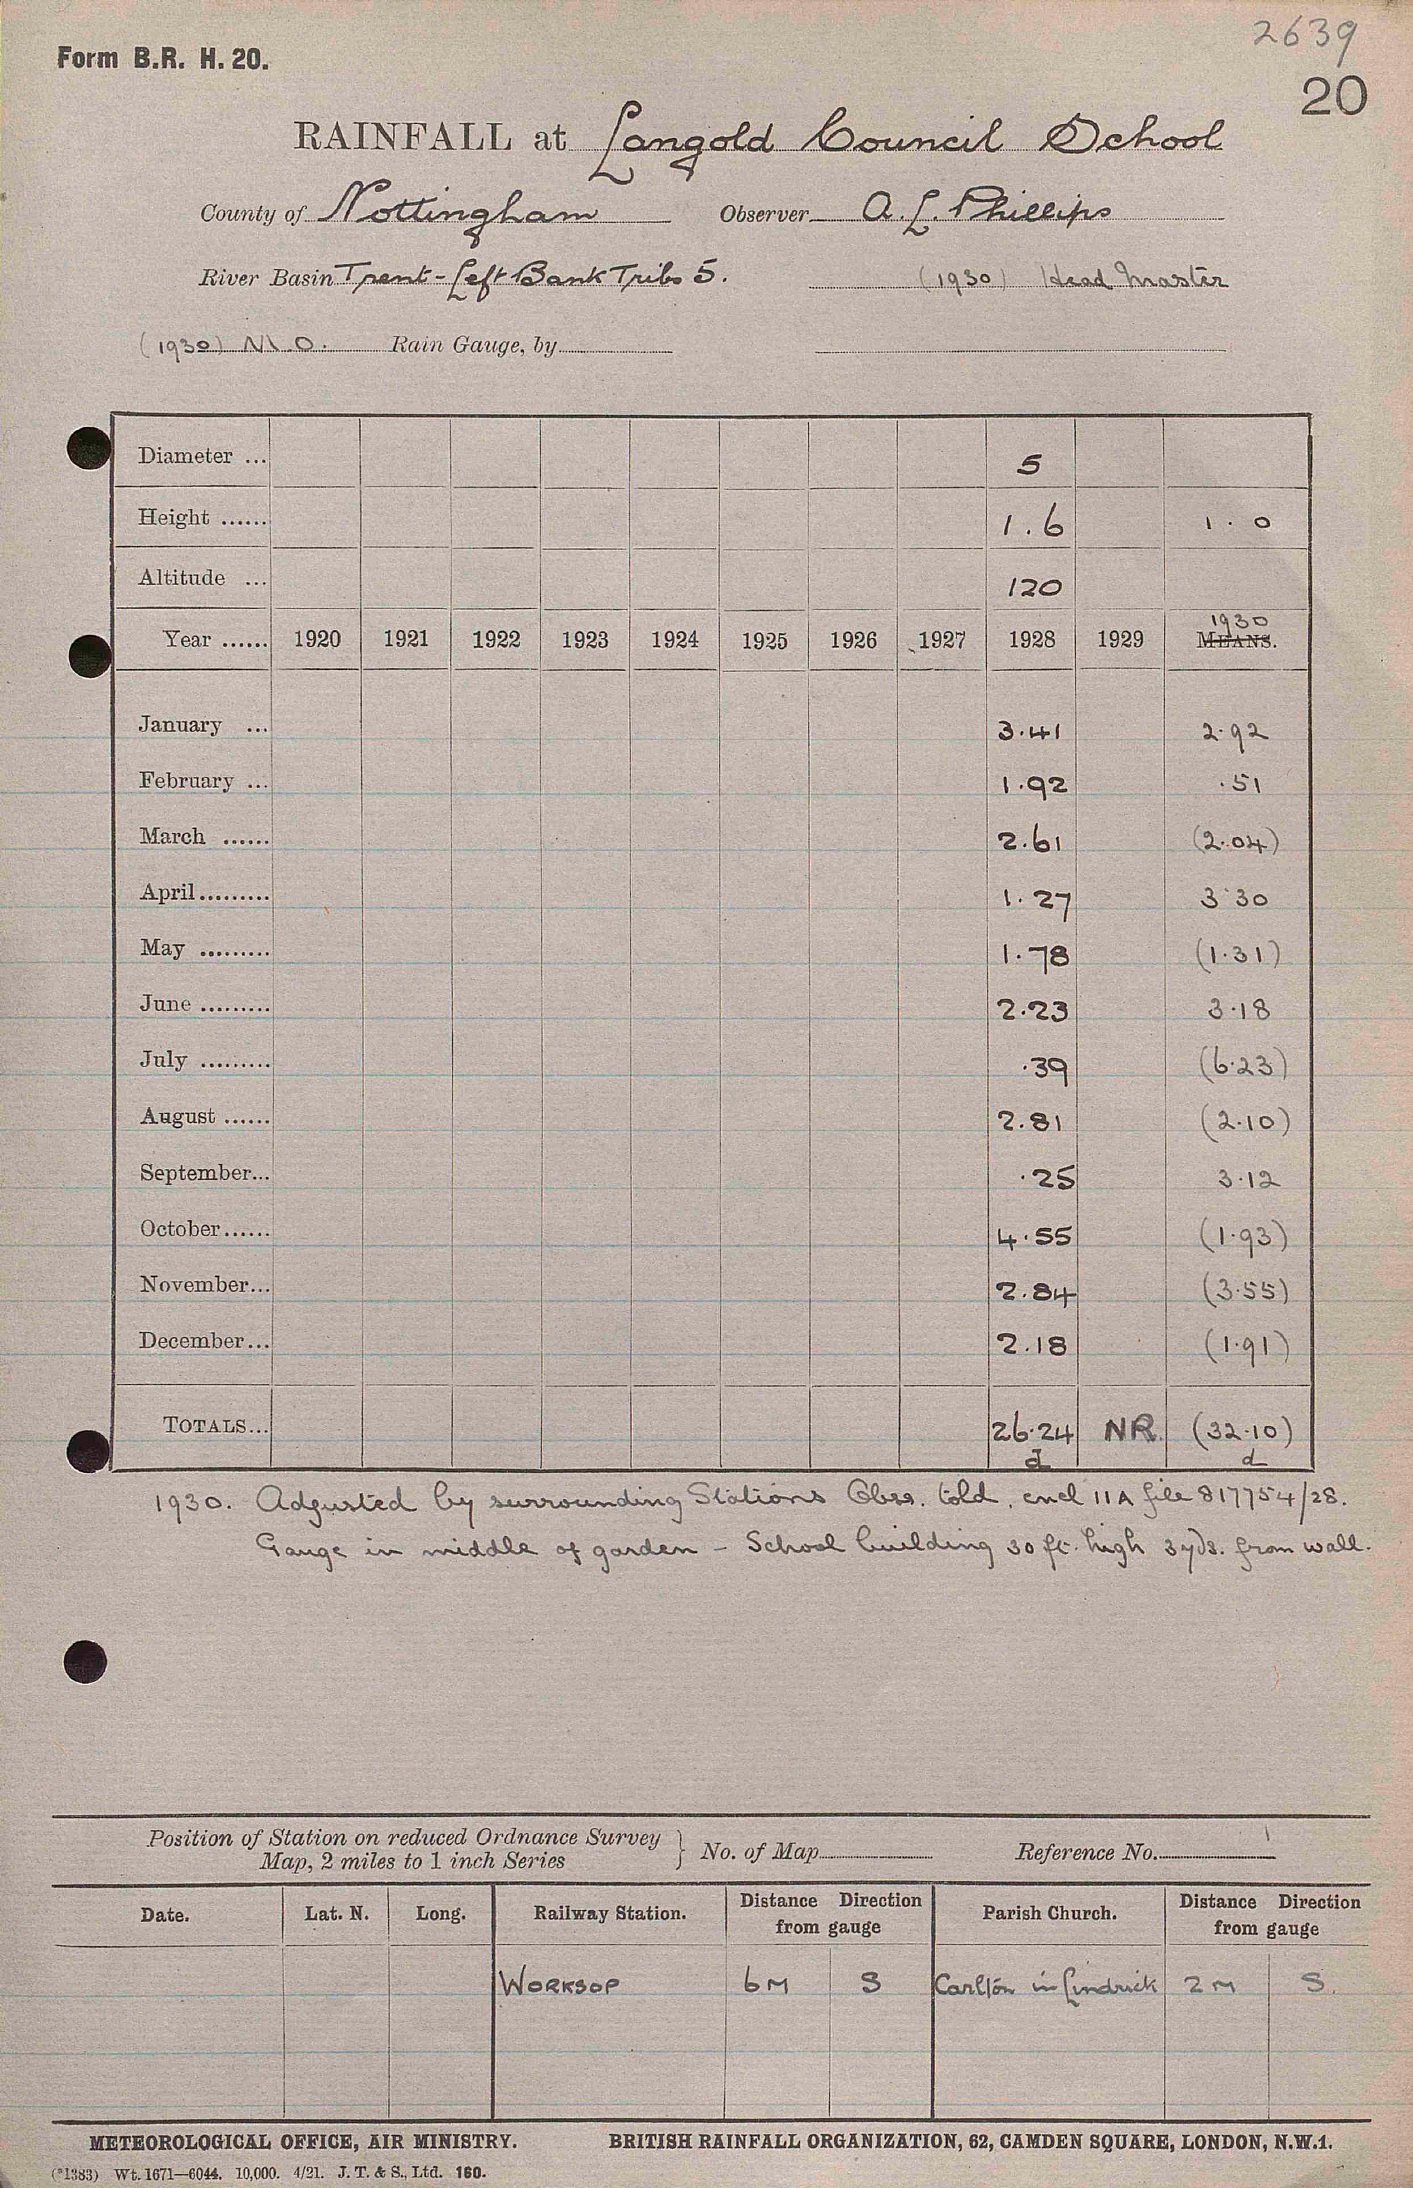 2639
Form B.R. H. 20.
20
RAINFALL at Langold Council School
County of Nottingham Observer A. L. Phillips
River Basin Trent - Left Bank Tribs 5. (1930) Head Master
(1930) M.O. Rain Gauge, by
Diameter ... 5
Height ...... 1.6 1.0
Altitude ... 120
1930
Year ...... 1920 1921 1922 1923 1924 1925 1926 1927 1928 1929 MEANS.
January ... 3.41 2.92
February ... 1.92 .51
March ...... 2.61 (2.04)
April......... 1.27 3.30
May ......... 1.78 (1.31)
June ......... 2.23 3.18
July ......... .39 (6.23)
August ...... 2.81 (2.10)
September... .25 3.12
October...... 4.55 (1.93)
November... 2.84 (3.55)
December... 2.18 (1.91)
TOTALS... 26.24 NR. (32.10)
d d
1930. Adjusted by surrounding Stations Obsr. told, encl 11A file 817754/28.
Gauge in middle of garden - School building 30 ft. high 3 yds. from wall.
Position of Station on reduced Ordnance Survey
Map, 2 miles to 1 inch Series } No. of Map Reference No.
Date. Lat. N. Long. Railway Station. Distance Direction from gauge Parish Church. Distance Direction from gauge
WORKSOP 6M S Carlton in Lindrick 2M S.
METEOROLOGICAL OFFICE, AIR MINISTRY. BRITISH RAINFALL ORGANIZATION, 62, CAMDEN SQUARE, LONDON, N.W.1.
(*1383) Wt. 1671—6044. 10,000. 4/21. J. T. & S., Ltd. 160.